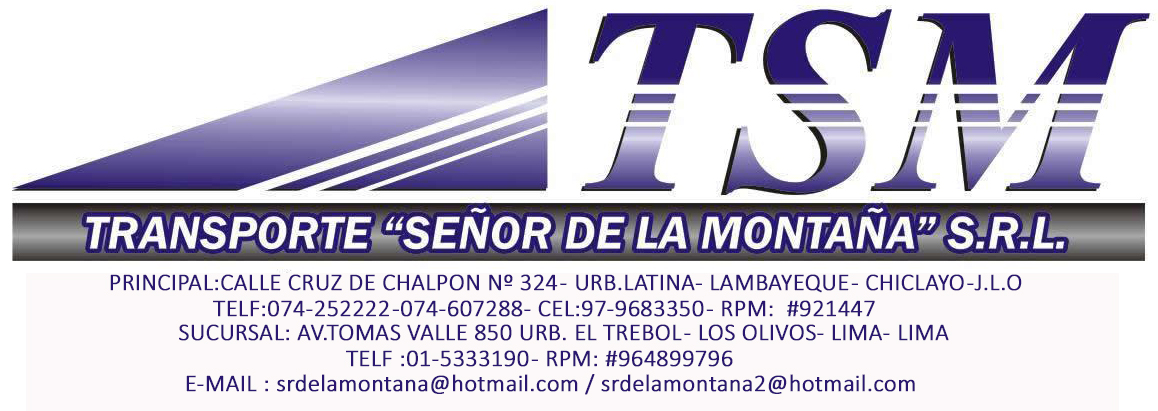 TSM
TRANSPORTE “SEÑOR DE LA MONTAÑA” S.R.L.
PRINCIPAL:CALLE CRUZ DE CHALPON Nº 324- URB.LATINA- LAMBAYEQUE- CHICLAYO-J.L.O
TELF:074-252222-074-607288- CEL:97-9683350- RPM: #921447
SUCURSAL: AV.TOMAS VALLE 850 URB. EL TREBOL- LOS OLIVOS- LIMA- LIMA
TELF :01-5333190- RPM: #964899796
E-MAIL : srdelamontana@hotmail.com / srdelamontana2@hotmail.com